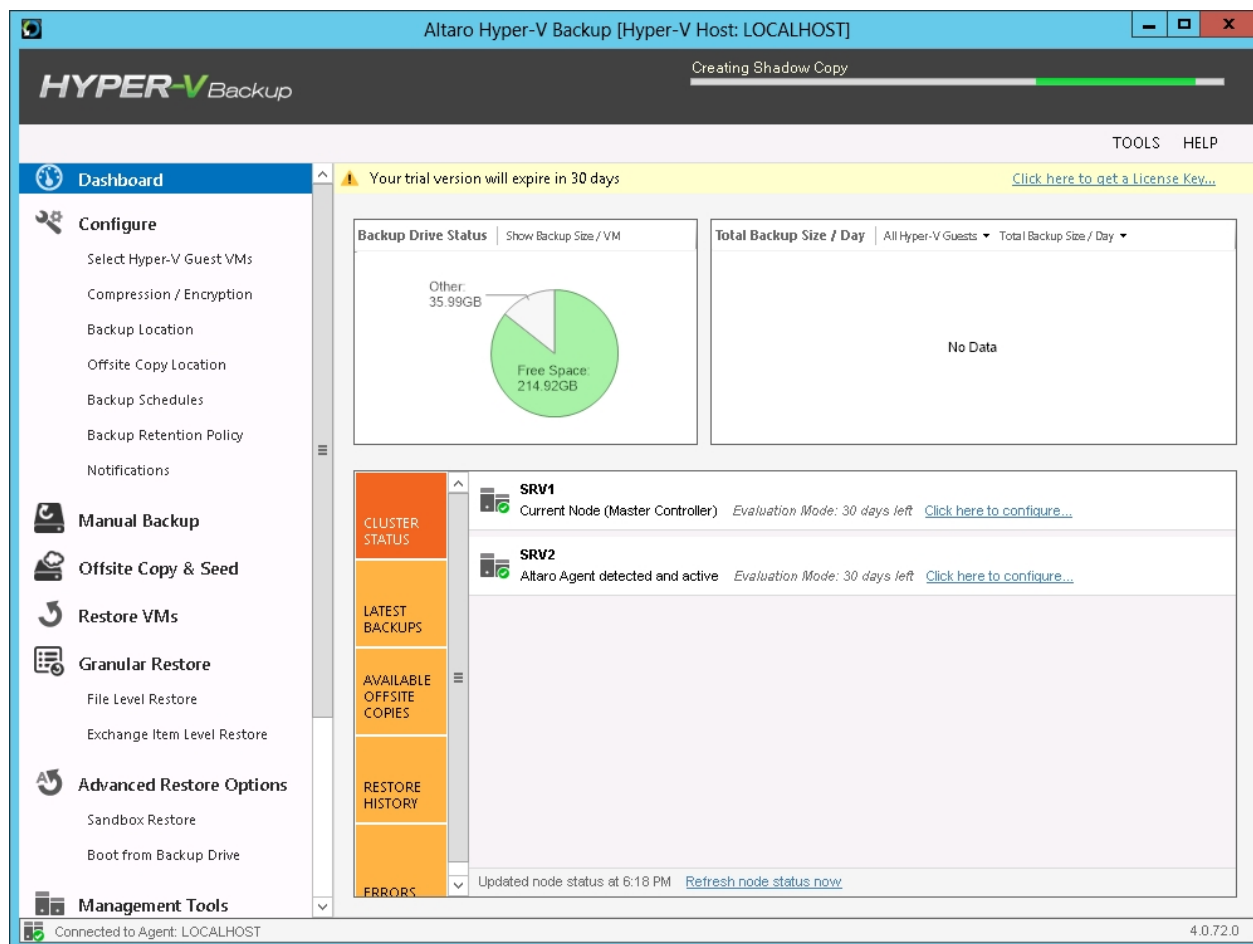 Altaro Hyper-V Backup [Hyper-V Host: LOCALHOST]
HYPER-V Backup
Creating Shadow Copy
TOOLS HELP
Dashboard
Configure
Select Hyper-V Guest VMs
Compression / Encryption
Backup Location
Offsite Copy Location
Backup Schedules
Backup Retention Policy
Notifications
Manual Backup
Offsite Copy & Seed
Restore VMs
Granular Restore
File Level Restore
Exchange Item Level Restore
Advanced Restore Options
Sandbox Restore
Boot from Backup Drive
Management Tools
Your trial version will expire in 30 days
Click here to get a License Key...
Backup Drive Status Show Backup Size / VM
Other:
35.99GB
Free Space:
214.92GB
Total Backup Size / Day All Hyper-V Guests Total Backup Size / Day
No Data
CLUSTER
STATUS
LATEST
BACKUPS
AVAILABLE
OFFSITE
COPIES
RESTORE
HISTORY
ERRORS
SRV1
Current Node (Master Controller) Evaluation Mode: 30 days left Click here to configure...
SRV2
Altaro Agent detected and active Evaluation Mode: 30 days left Click here to configure...
Updated node status at 6:18 PM Refresh node status now
Connected to Agent: LOCALHOST
4.0.72.0